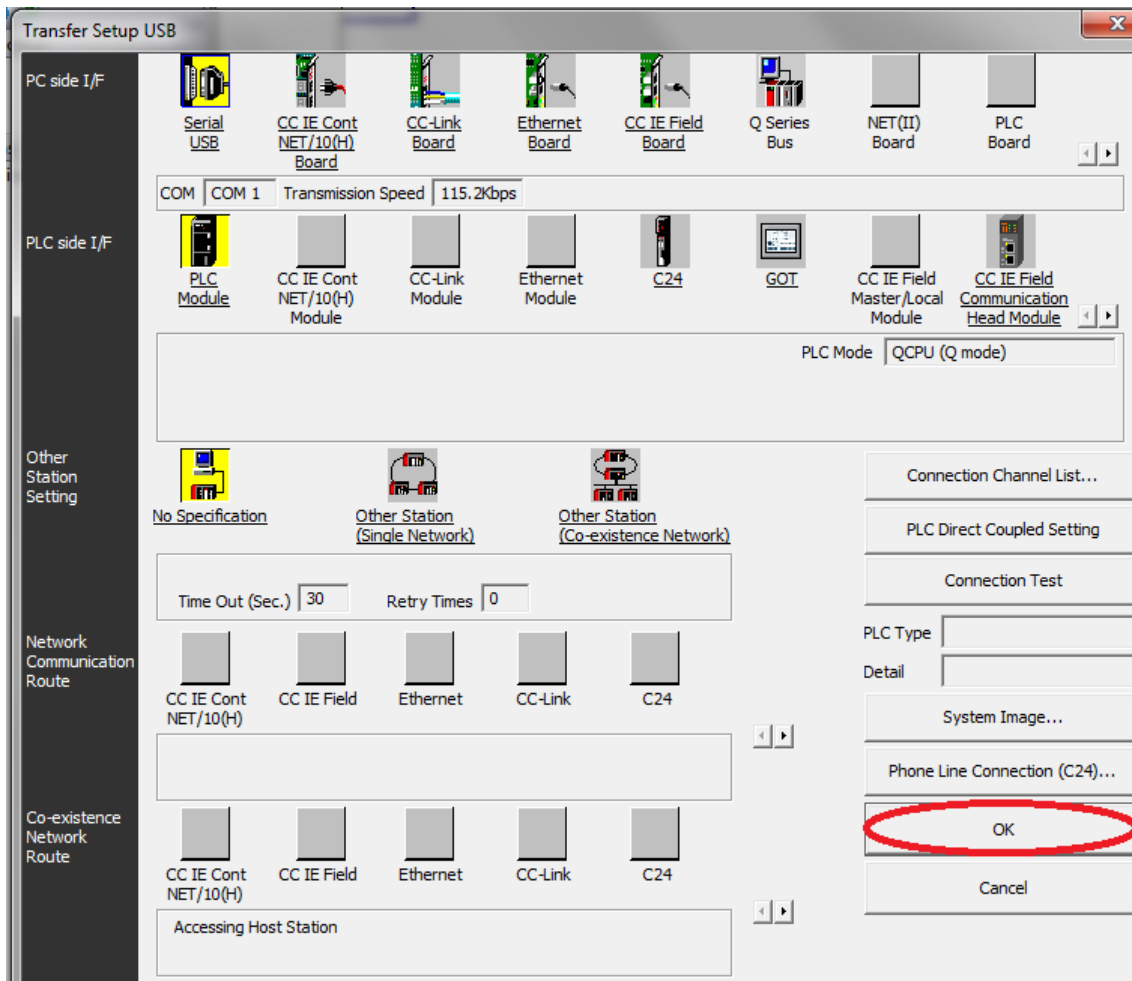 Transfer Setup USB
PC side I/F
Serial
USB
CC IE Cont
NET/10(H)
Board
CC-Link
Board
Ethernet
Board
CC IE Field
Board
Q Series
Bus
NET(II)
Board
PLC
Board
COM COM 1 Transmission Speed 115.2Kbps
PLC side I/F
PLC
Module
CC IE Cont
NET/10(H)
Module
CC-Link
Module
Ethernet
Module
C24
GOT
CC IE Field
Master/Local
Module
CC IE Field
Communication
Head Module
PLC Mode QCPU (Q mode)
Other
Station
Setting
No Specification
Other Station
(Single Network)
Other Station
(Co-existence Network)
Time Out (Sec.) 30 Retry Times 0
Connection Channel List...
PLC Direct Coupled Setting
Connection Test
PLC Type
Detail
System Image...
Phone Line Connection (C24)...
OK
Cancel
Network
Communication
Route
CC IE Cont
NET/10(H)
CC IE Field
Ethernet
CC-Link
C24
Co-existence
Network
Route
CC IE Cont
NET/10(H)
CC IE Field
Ethernet
CC-Link
C24
Accessing Host Station